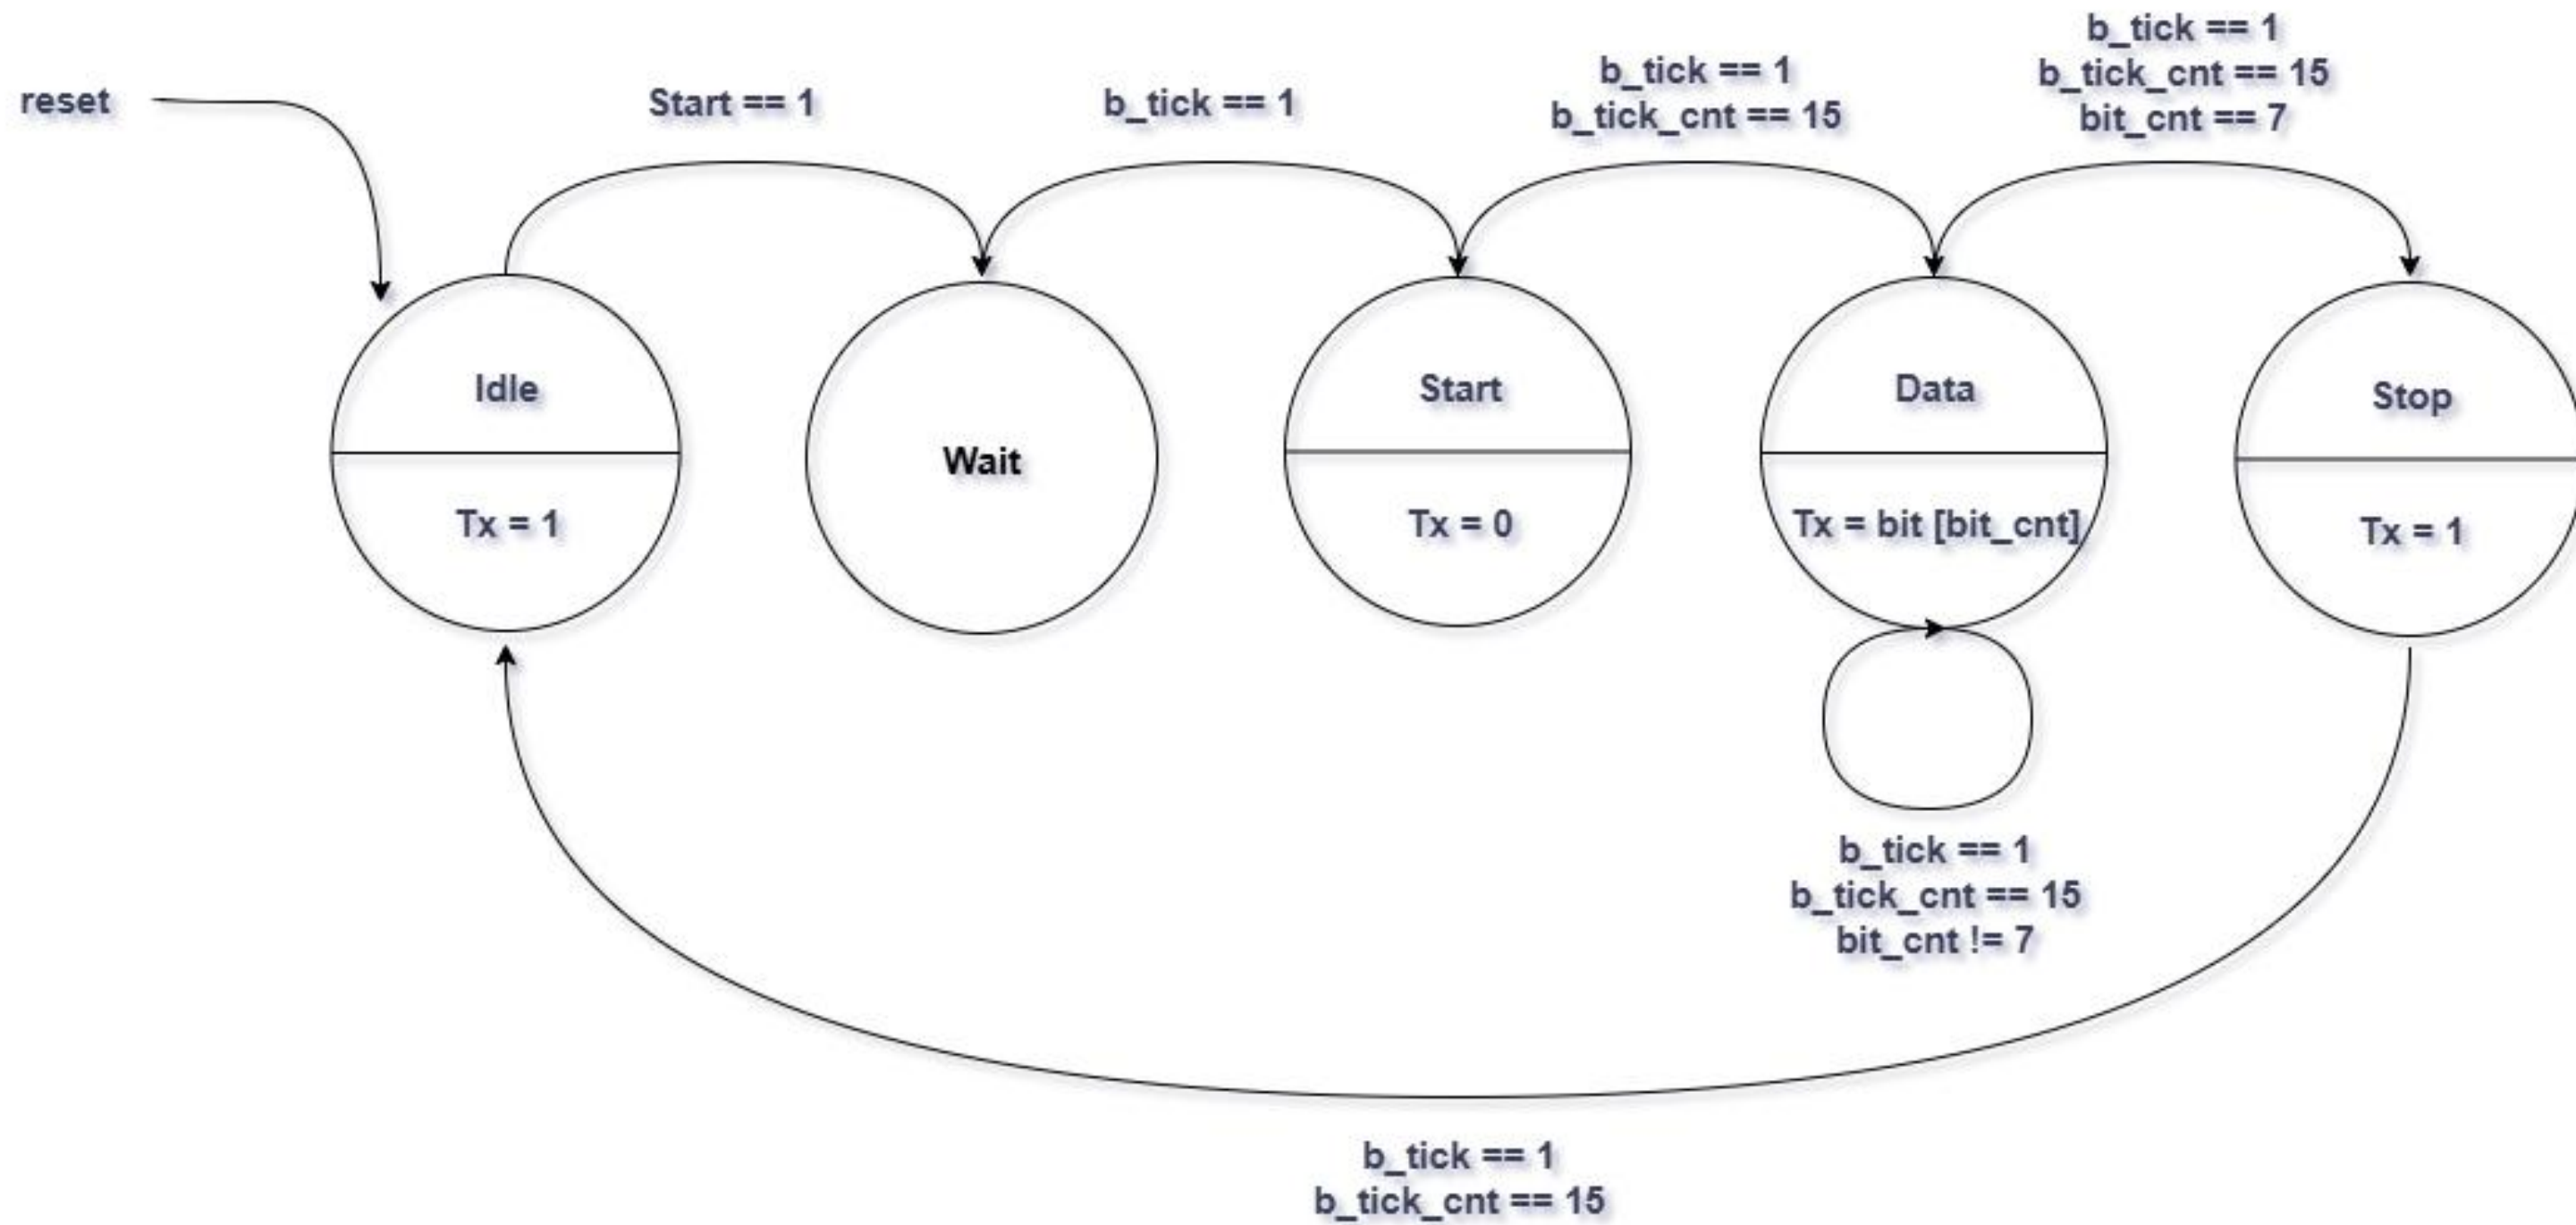 b_tick == 1
b_tick_cnt == 15
bit_cnt == 7
b_tick == 1
b_tick_cnt == 15
reset
Start == 1
b_tick == 1
Idle
Tx = 1
Wait
Start
Tx = 0
Data
Tx = bit [bit_cnt]
Stop
Tx = 1
b_tick == 1
b_tick_cnt == 15
bit_cnt != 7
b_tick == 1
b_tick_cnt == 15